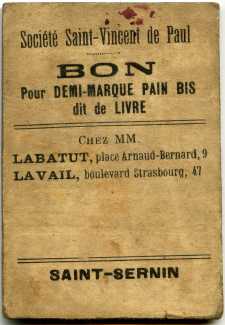 Société Saint-Vincent de Paul
BON
Pour DEMI-MARQUE PAIN BIS
dit de LIVRE
CHEZ MM.
LABATUT, place Arnaud-Bernard, 9
LAVAIL, boulevard Strasbourg, 47
SAINT-SERNIN